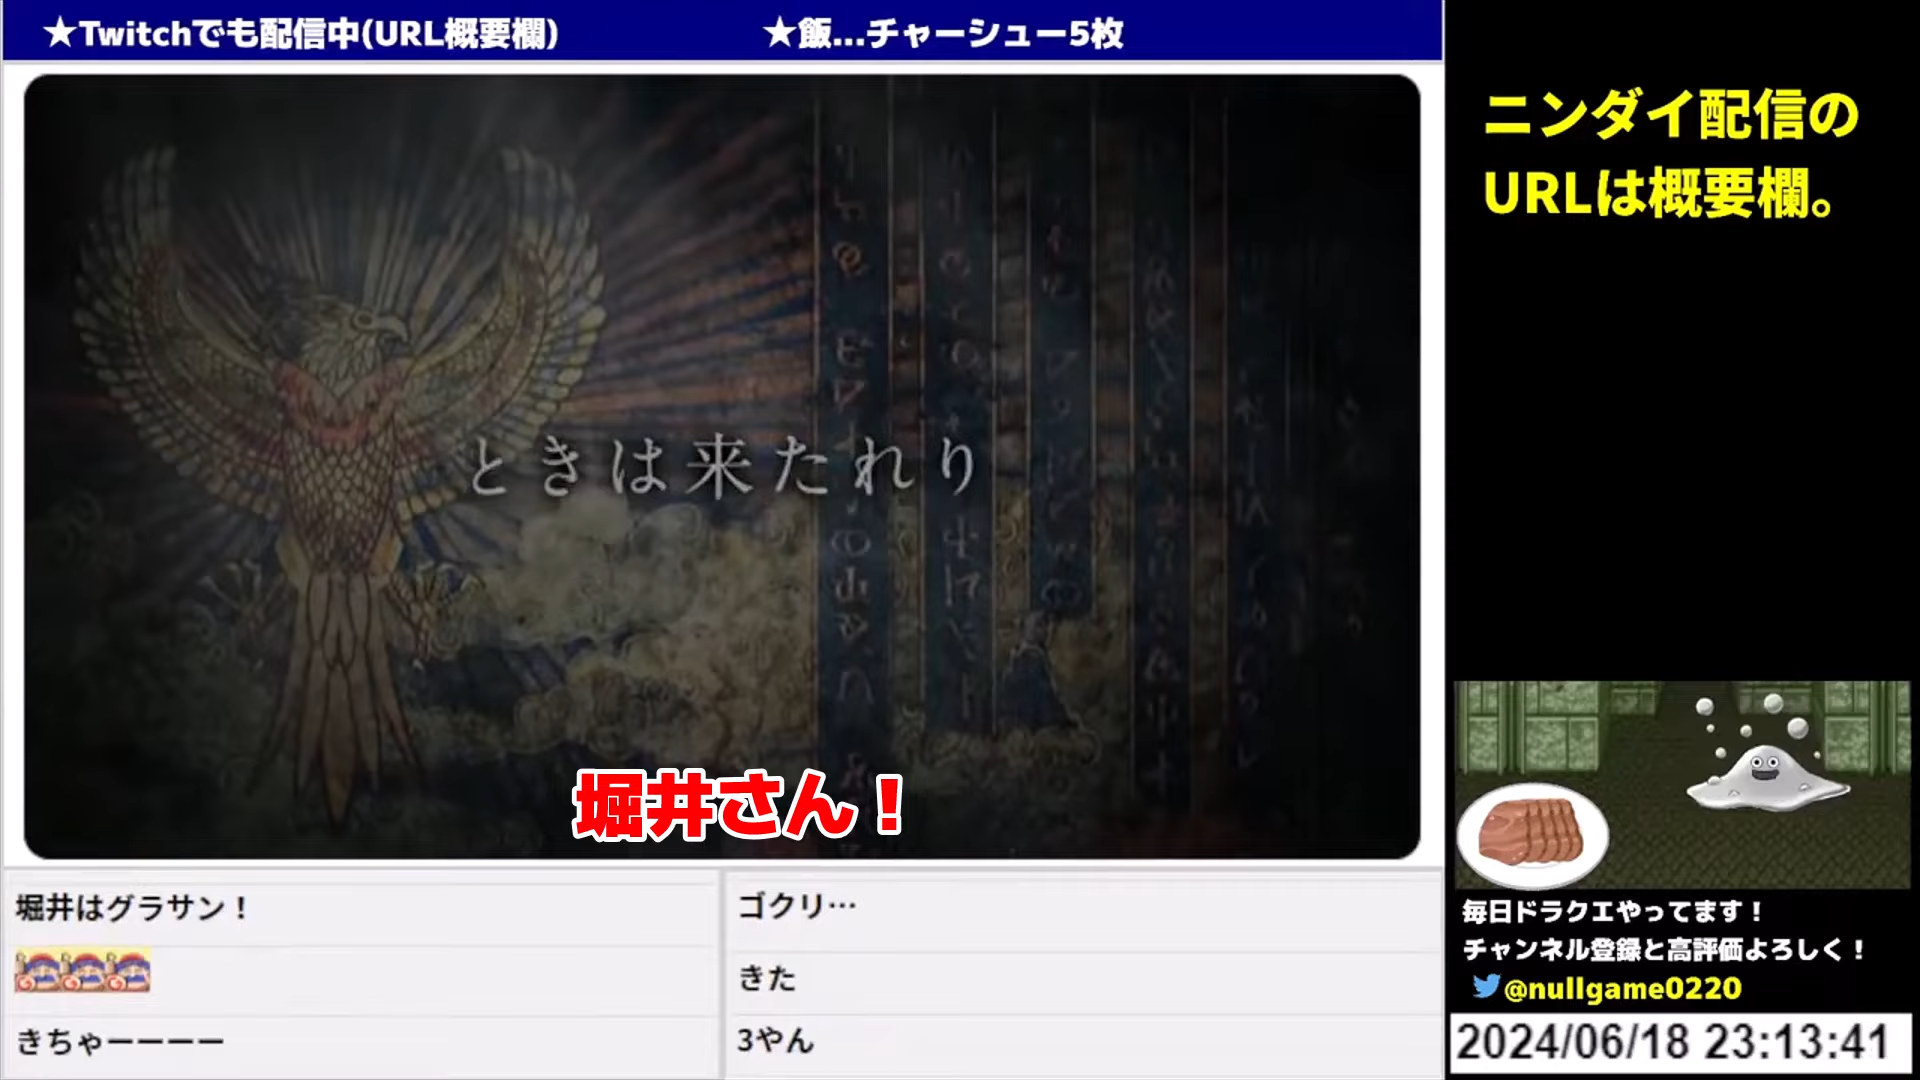 ★Twitchでも配信中(URL概要欄)
★飯...チャーシュー5枚
ニンダイ配信の
URLは概要欄。
ときは来たれり
堀井さん！
堀井はグラサン！
きちゃーーーー
ゴクリ…
きた
3やん
毎日ドラクエやってます！
チャンネル登録と高評価よろしく！
@nullgame0220
2024/06/18 23:13:41